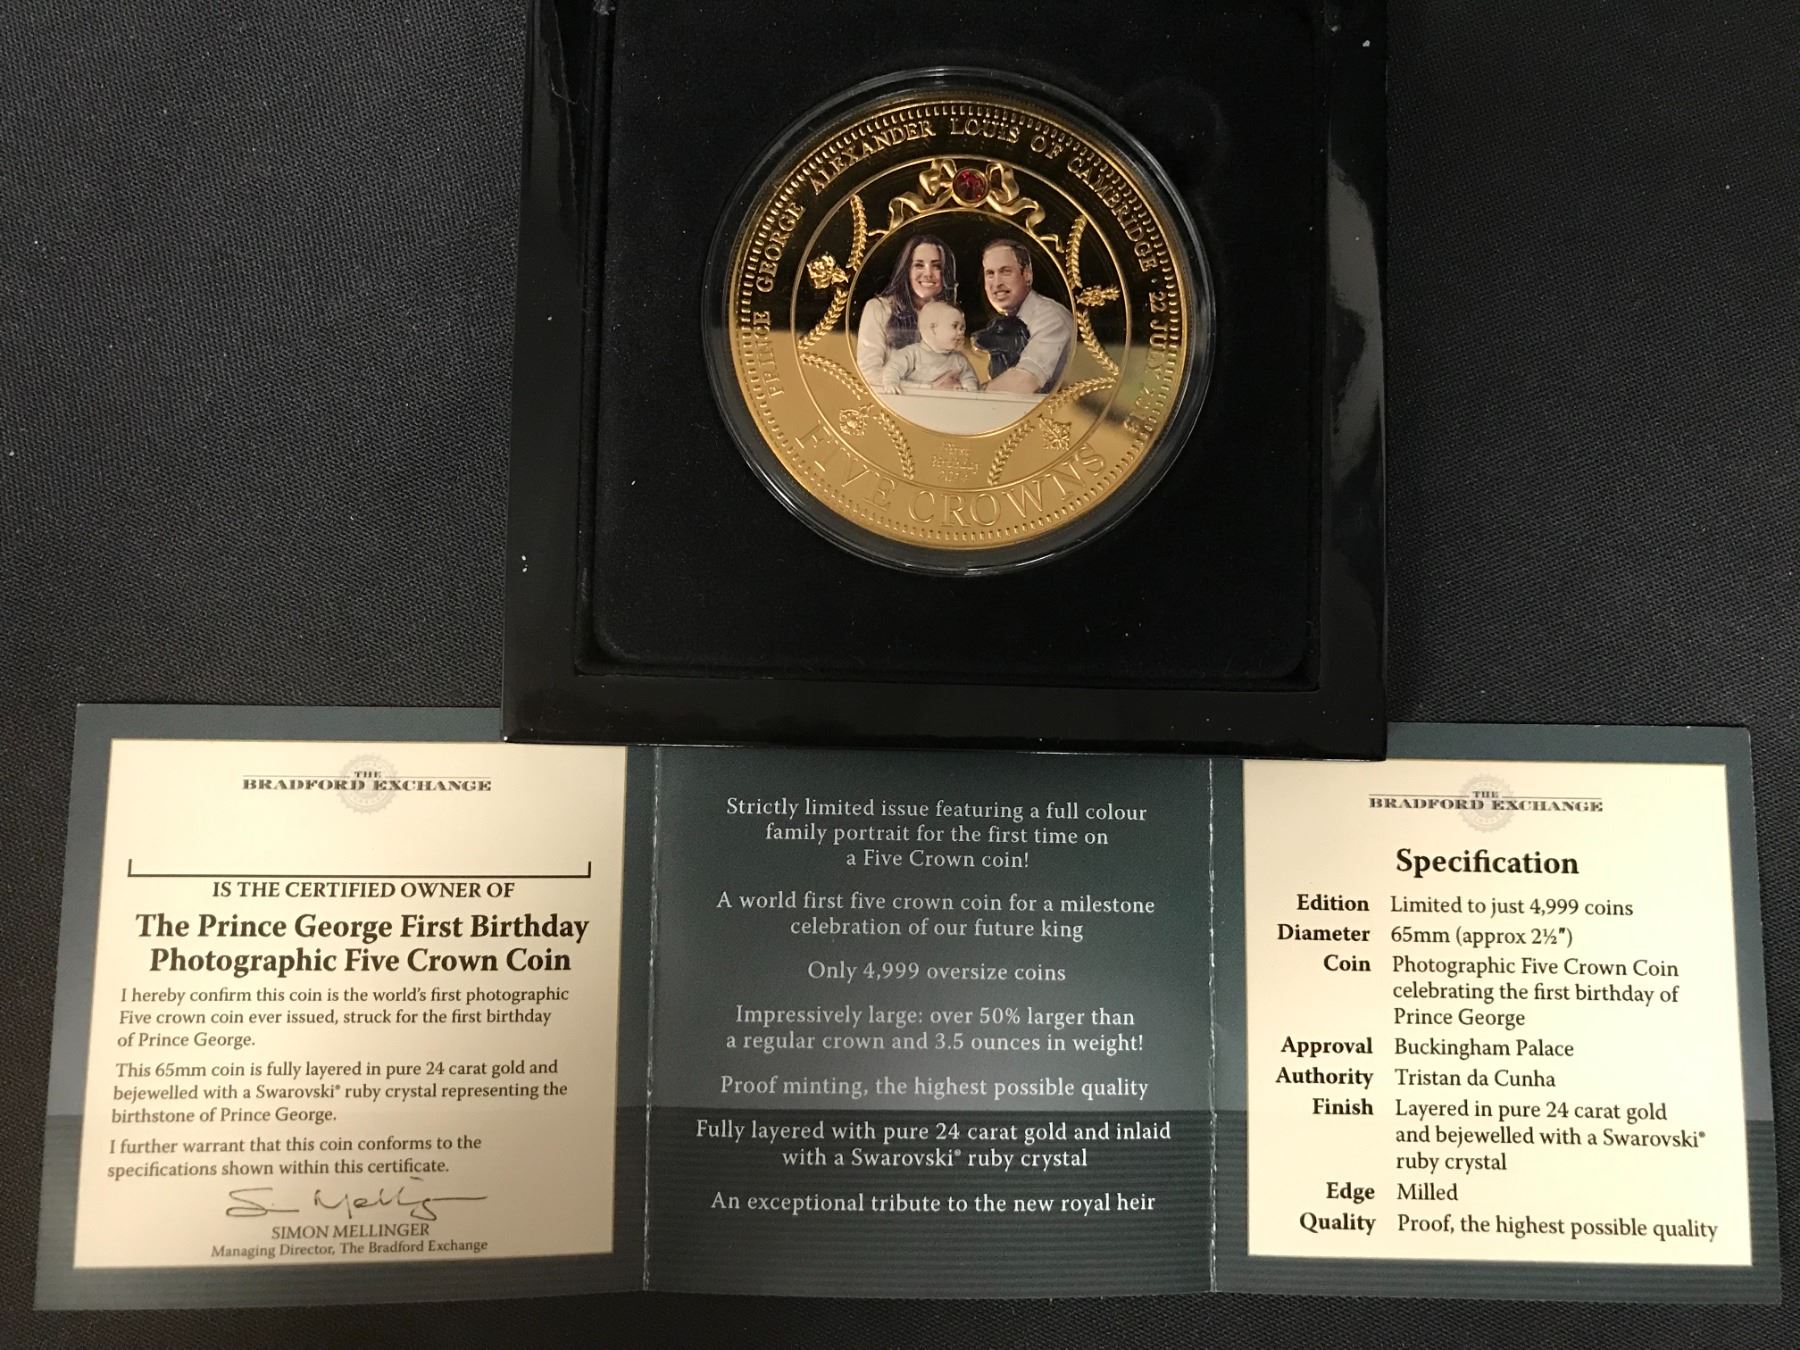 PRINCE GEORGE ALEXANDER LOUIS OF CAMBRIDGE · 22 JULY 2013
First
Birthday
2014
FIVE CROWNS
THE
BRADFORD EXCHANGE
IS THE CERTIFIED OWNER OF
The Prince George First Birthday
Photographic Five Crown Coin
I hereby confirm this coin is the world's first photographic
Five crown coin ever issued, struck for the first birthday
of Prince George.
This 65mm coin is fully layered in pure 24 carat gold and
bejewelled with a Swarovski® ruby crystal representing the
birthstone of Prince George.
I further warrant that this coin conforms to the
specifications shown within this certificate.
SIMON MELLINGER
Managing Director, The Bradford Exchange
Strictly limited issue featuring a full colour
family portrait for the first time on
a Five Crown coin!
A world first five crown coin for a milestone
celebration of our future king
Only 4,999 oversize coins
Impressively large: over 50% larger than
a regular crown and 3.5 ounces in weight!
Proof minting, the highest possible quality
Fully layered with pure 24 carat gold and inlaid
with a Swarovski® ruby crystal
An exceptional tribute to the new royal heir
THE
BRADFORD EXCHANGE
Specification
Edition Limited to just 4,999 coins
Diameter 65mm (approx 2½")
Coin Photographic Five Crown Coin
celebrating the first birthday of
Prince George
Approval Buckingham Palace
Authority Tristan da Cunha
Finish Layered in pure 24 carat gold
and bejewelled with a Swarovski®
ruby crystal
Edge Milled
Quality Proof, the highest possible quality